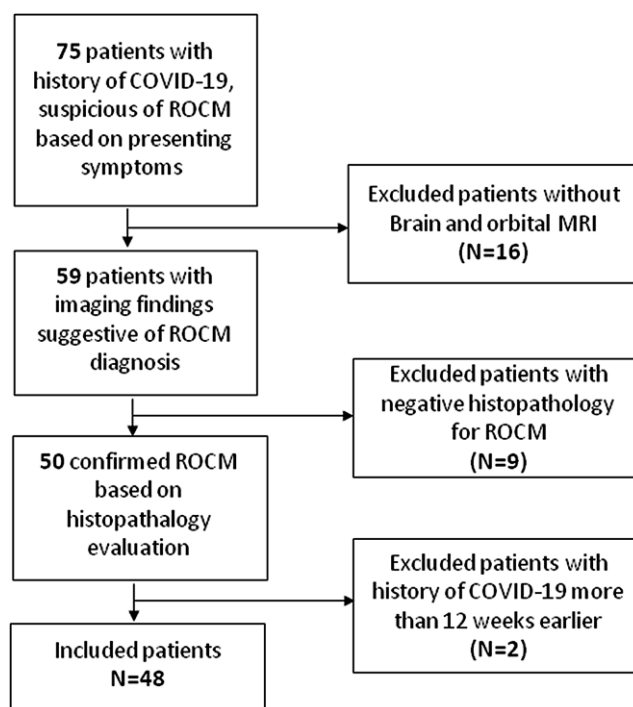 75 patients with
history of COVID-19,
suspicious of ROCM
based on presenting
symptoms
Excluded patients without
Brain and orbital MRI
(N=16)
59 patients with
imaging findings
suggestive of ROCM
diagnosis
Excluded patients with
negative histopathology
for ROCM
(N=9)
50 confirmed ROCM
based on
histopathalogy
evaluation
Excluded patients with
history of COVID-19 more
than 12 weeks earlier
(N=2)
Included patients
N=48